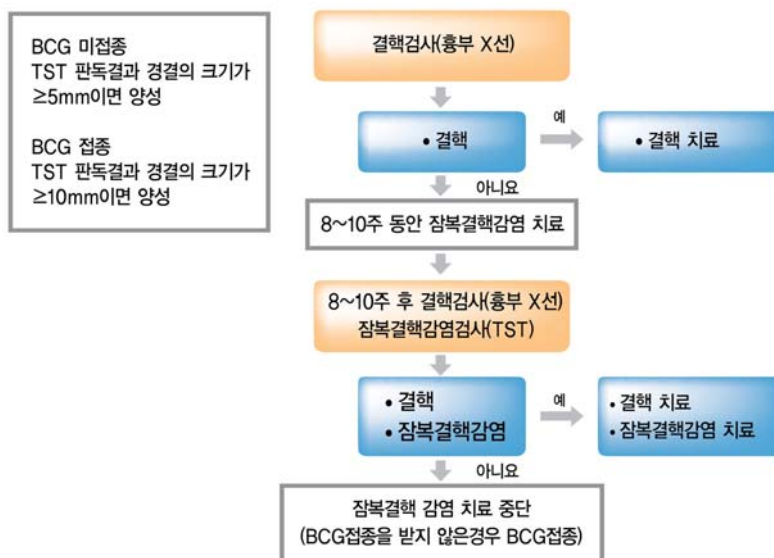 BCG 미접종
TST 판독결과 경결의 크기가
≥5mm이면 양성
BCG 접종
TST 판독결과 경결의 크기가
≥10mm이면 양성
결핵검사(흉부 X선)
• 결핵
예
• 결핵 치료
아니요
8~10주 동안 잠복결핵감염 치료
8~10주 후 결핵검사(흉부 X선)
잠복결핵감염검사(TST)
• 결핵
• 잠복결핵감염
예
• 결핵 치료
• 잠복결핵감염 치료
아니요
잠복결핵 감염 치료 중단
(BCG접종을 받지 않은경우 BCG접종)